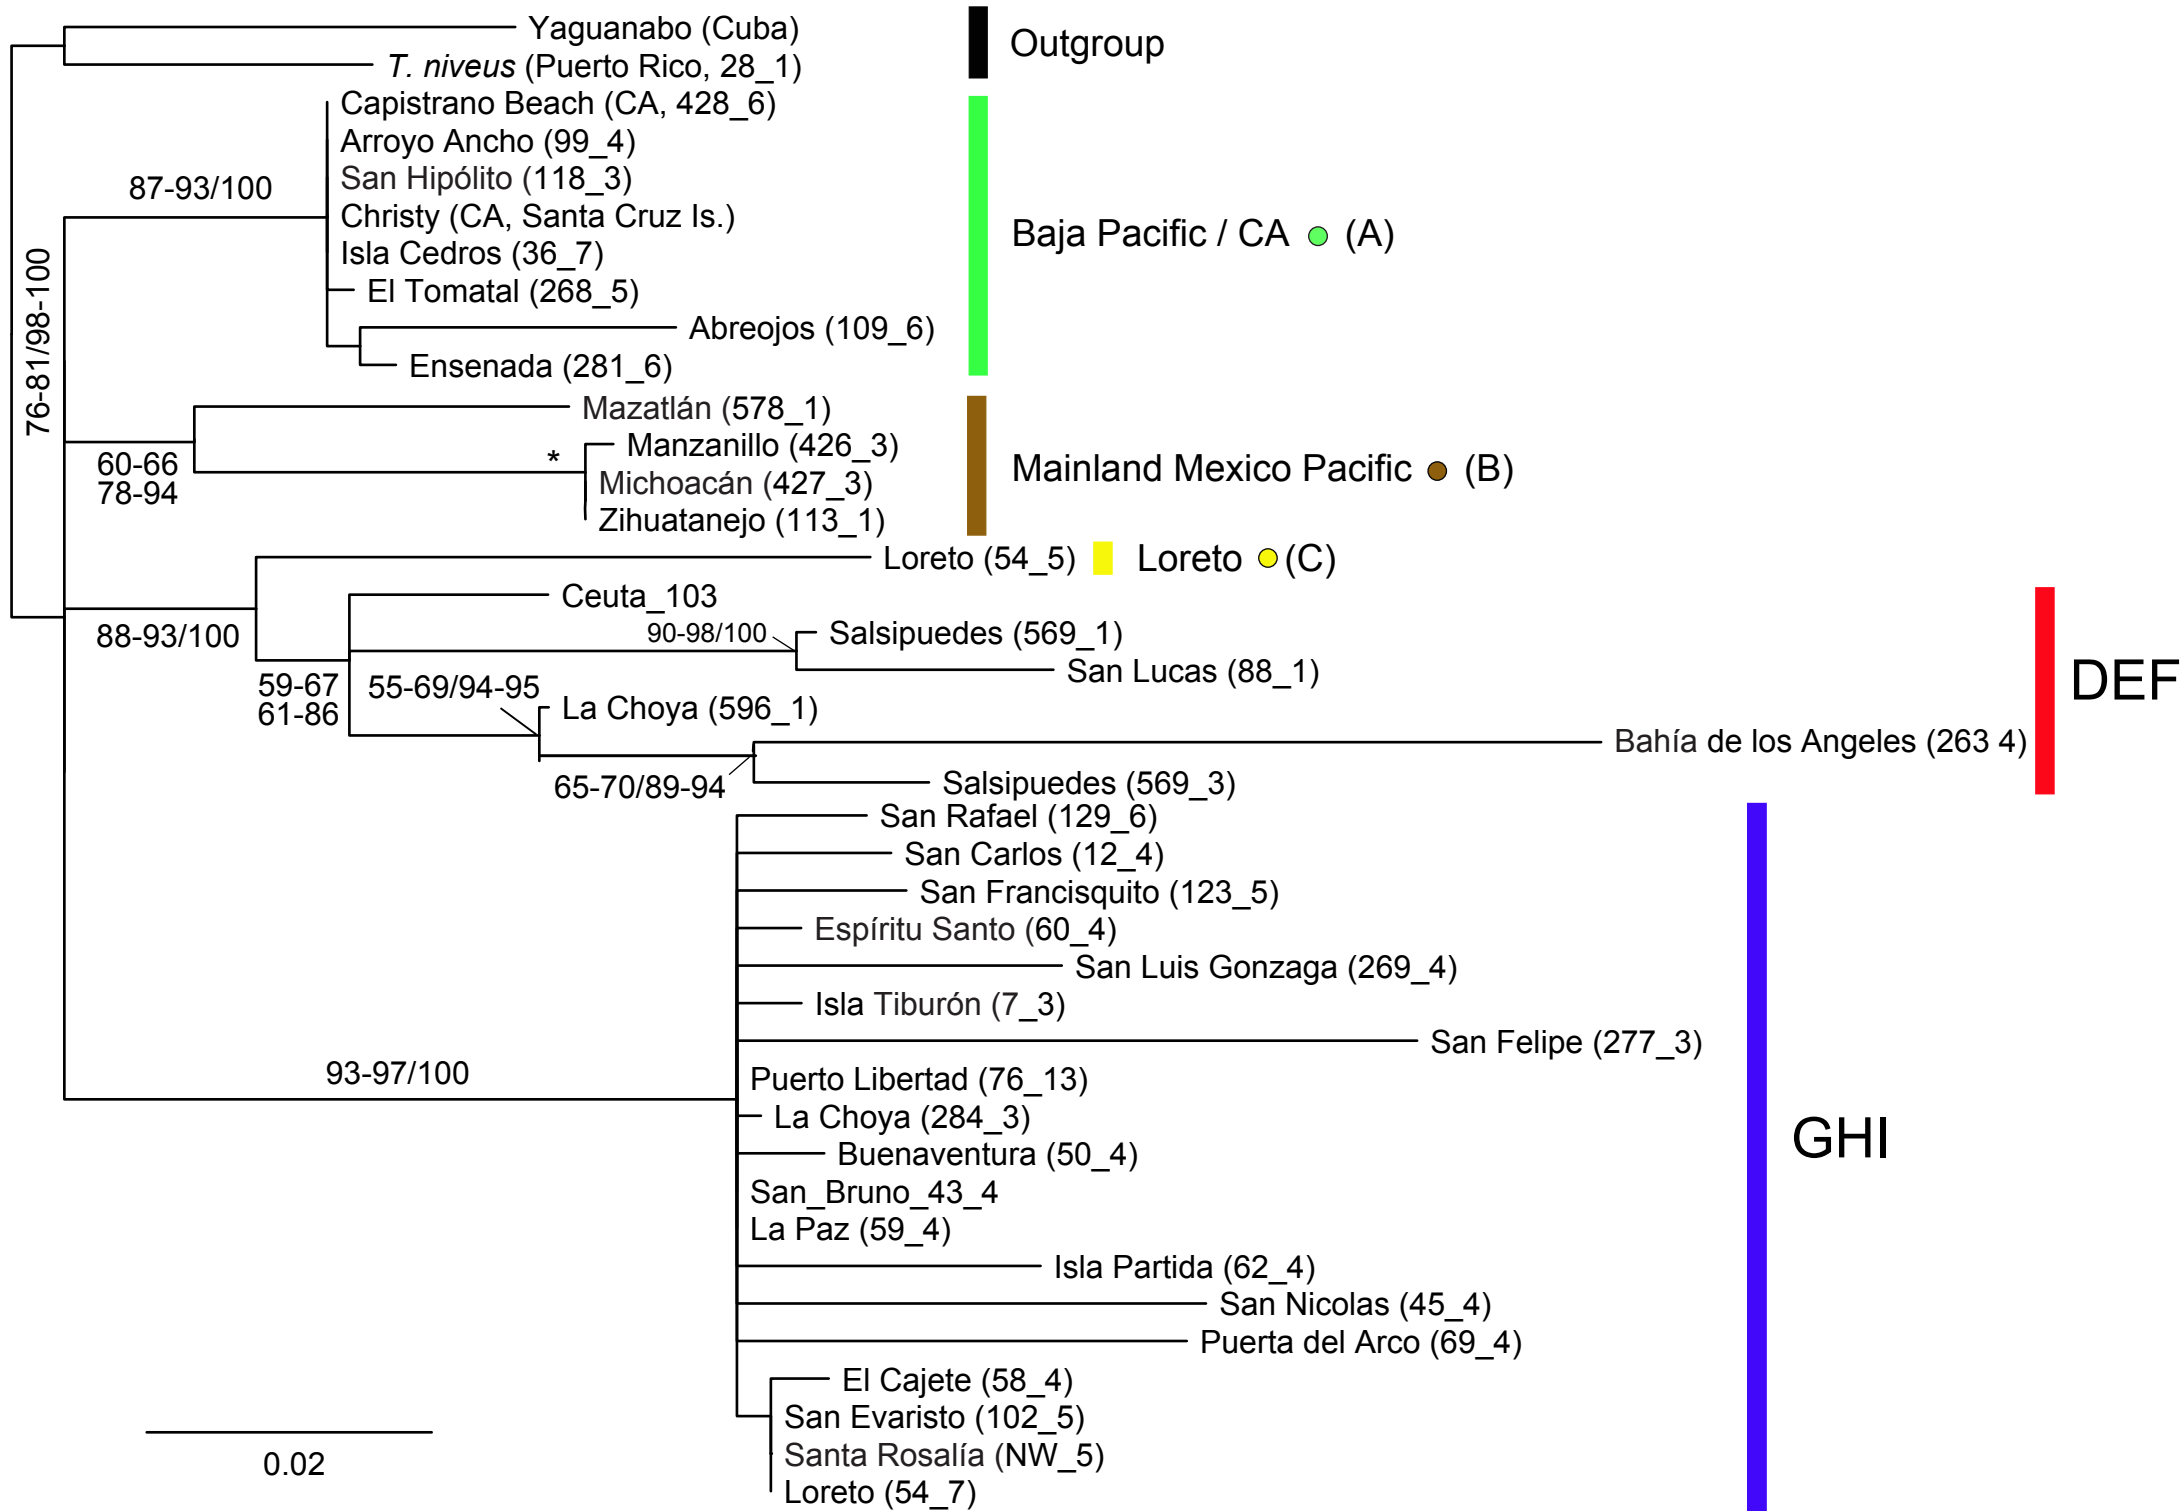 Yaguanabo (Cuba)
T. niveus (Puerto Rico, 28_1)
Outgroup
Capistrano Beach (CA, 428_6)
Arroyo Ancho (99_4)
San Hipólito (118_3)
Christy (CA, Santa Cruz Is.)
Isla Cedros (36_7)
El Tomatal (268_5)
Abreojos (109_6)
Ensenada (281_6)
87-93/100
Baja Pacific / CA (A)
76-81/98-100
Mazatlán (578_1)
Manzanillo (426_3)
Michoacán (427_3)
Zihuatanejo (113_1)
*
60-66
78-94
Mainland Mexico Pacific (B)
Loreto (54_5)
Loreto (C)
88-93/100
Ceuta_103
90-98/100
Salsipuedes (569_1)
San Lucas (88_1)
59-67
61-86
55-69/94-95
La Choya (596_1)
Bahía de los Angeles (263 4)
65-70/89-94
Salsipuedes (569_3)
DEF
San Rafael (129_6)
San Carlos (12_4)
San Francisquito (123_5)
Espíritu Santo (60_4)
San Luis Gonzaga (269_4)
Isla Tiburón (7_3)
San Felipe (277_3)
93-97/100
Puerto Libertad (76_13)
La Choya (284_3)
Buenaventura (50_4)
San_Bruno_43_4
La Paz (59_4)
Isla Partida (62_4)
San Nicolas (45_4)
Puerta del Arco (69_4)
El Cajete (58_4)
San Evaristo (102_5)
Santa Rosalía (NW_5)
Loreto (54_7)
GHI
0.02